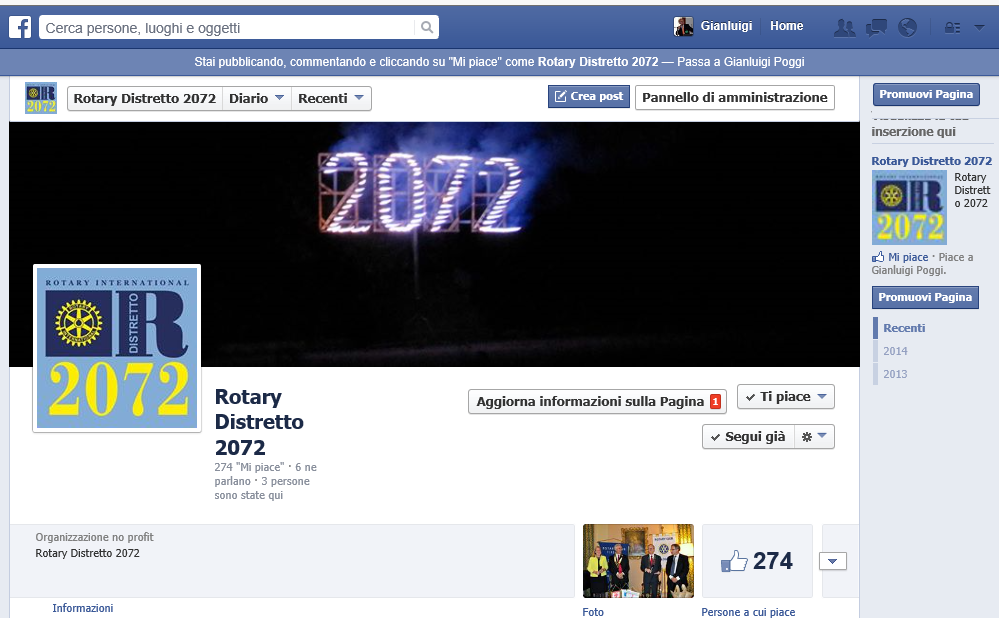 Cerca persone, luoghi e oggetti
Gianluigi
Home
Stai pubblicando, commentando e cliccando su "Mi piace" come Rotary Distretto 2072 — Passa a Gianluigi Poggi
2072
Rotary Distretto 2072
Diario
Recenti
Crea post
Pannello di amministrazione
Promuovi Pagina
inserzione qui
Rotary Distretto 2072
Rotary
Distrett
o 2072
2072
Mi piace · Piace a
Gianluigi Poggi.
Promuovi Pagina
Recenti
2014
2013
2072
ROTARY INTERNATIONAL
DISTRETTO
R
2072
Rotary
Distretto
2072
274 "Mi piace" · 6 ne
parlano · 3 persone
sono state qui
Aggiorna informazioni sulla Pagina 1
Ti piace
Segui già
Organizzazione no profit
Rotary Distretto 2072
274
Informazioni
Foto
Persone a cui piace